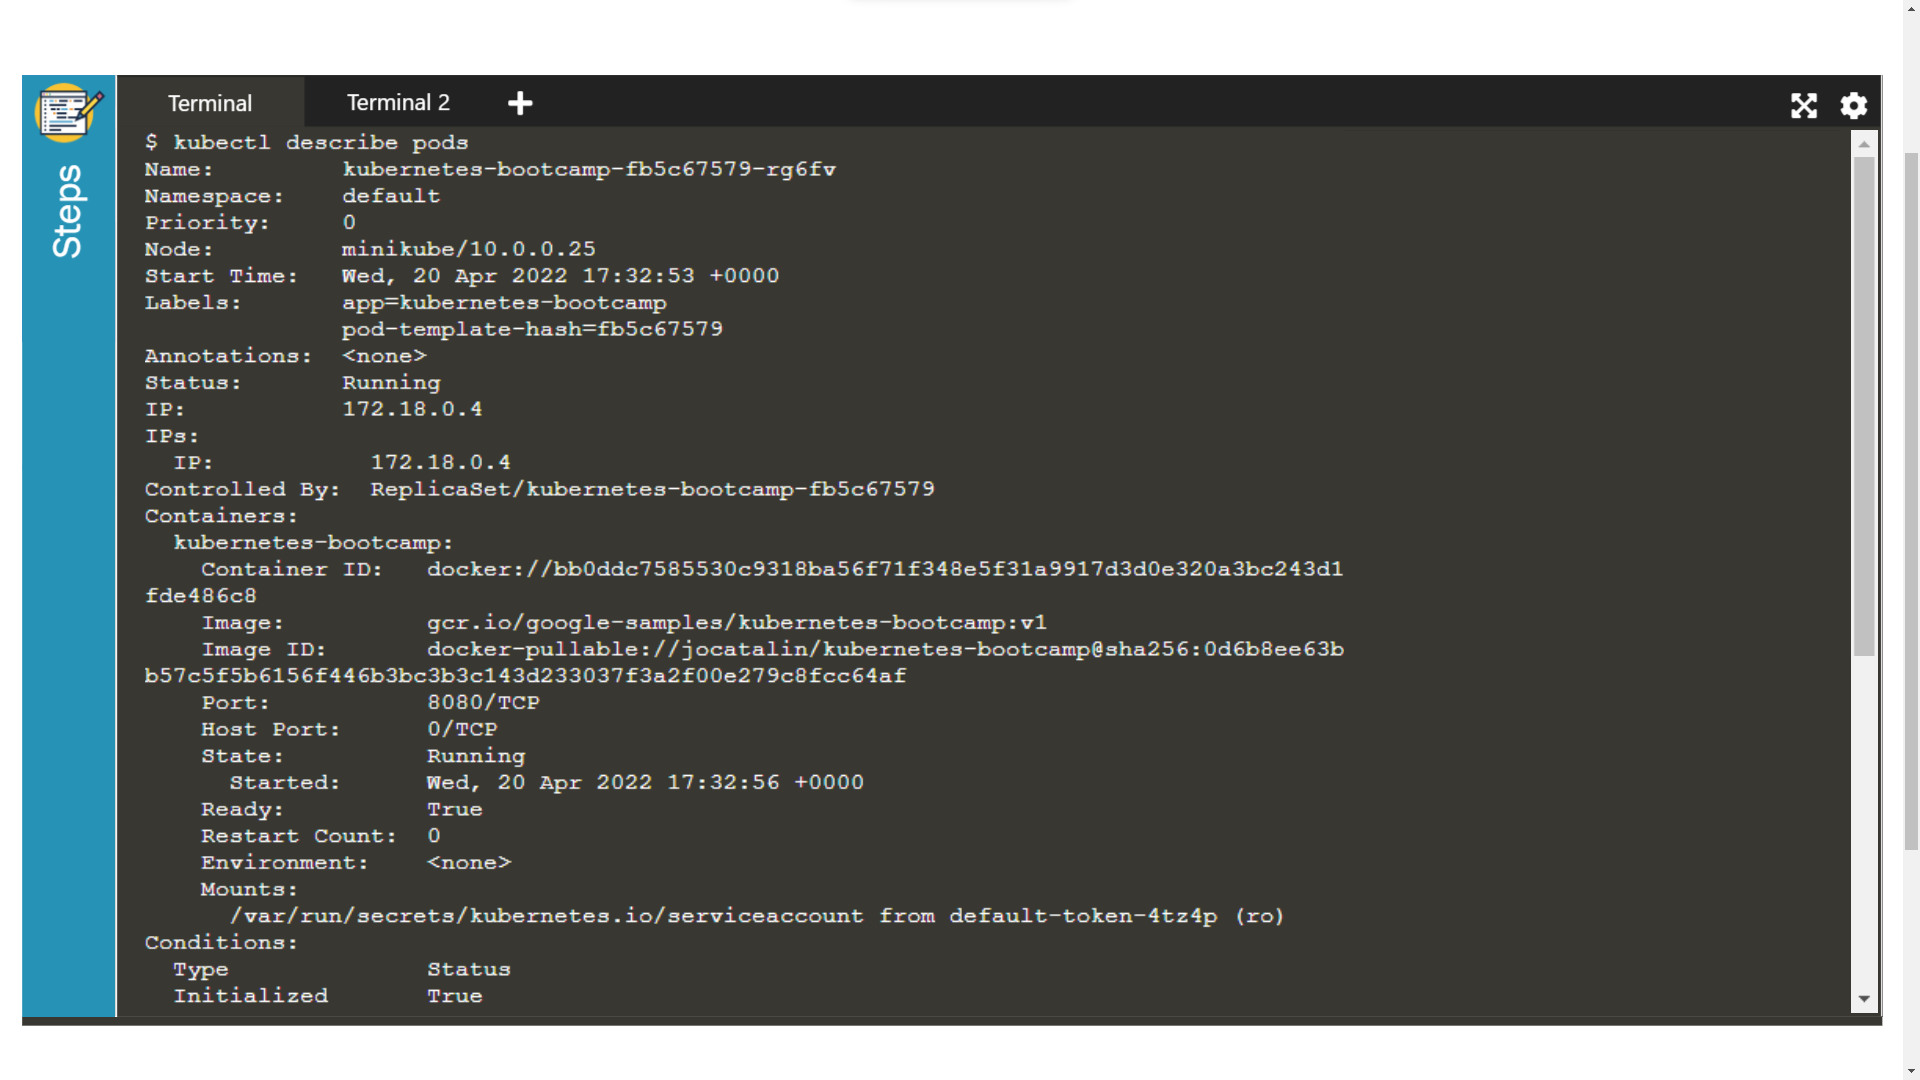 Terminal
Terminal 2
Steps
$ kubectl describe pods
Name:         kubernetes-bootcamp-fb5c67579-rg6fv
Namespace:    default
Priority:     0
Node:         minikube/10.0.0.25
Start Time:   Wed, 20 Apr 2022 17:32:53 +0000
Labels:       app=kubernetes-bootcamp
              pod-template-hash=fb5c67579
Annotations:  <none>
Status:       Running
IP:           172.18.0.4
IPs:
  IP:           172.18.0.4
Controlled By:  ReplicaSet/kubernetes-bootcamp-fb5c67579
Containers:
  kubernetes-bootcamp:
    Container ID:   docker://bb0ddc7585530c9318ba56f71f348e5f31a9917d3d0e320a3bc243d1
fde486c8
    Image:          gcr.io/google-samples/kubernetes-bootcamp:v1
    Image ID:       docker-pullable://jocatalin/kubernetes-bootcamp@sha256:0d6b8ee63b
b57c5f5b6156f446b3bc3b3c143d233037f3a2f00e279c8fcc64af
    Port:           8080/TCP
    Host Port:      0/TCP
    State:          Running
      Started:      Wed, 20 Apr 2022 17:32:56 +0000
    Ready:          True
    Restart Count:  0
    Environment:    <none>
    Mounts:
      /var/run/secrets/kubernetes.io/serviceaccount from default-token-4tz4p (ro)
Conditions:
  Type              Status
  Initialized       True